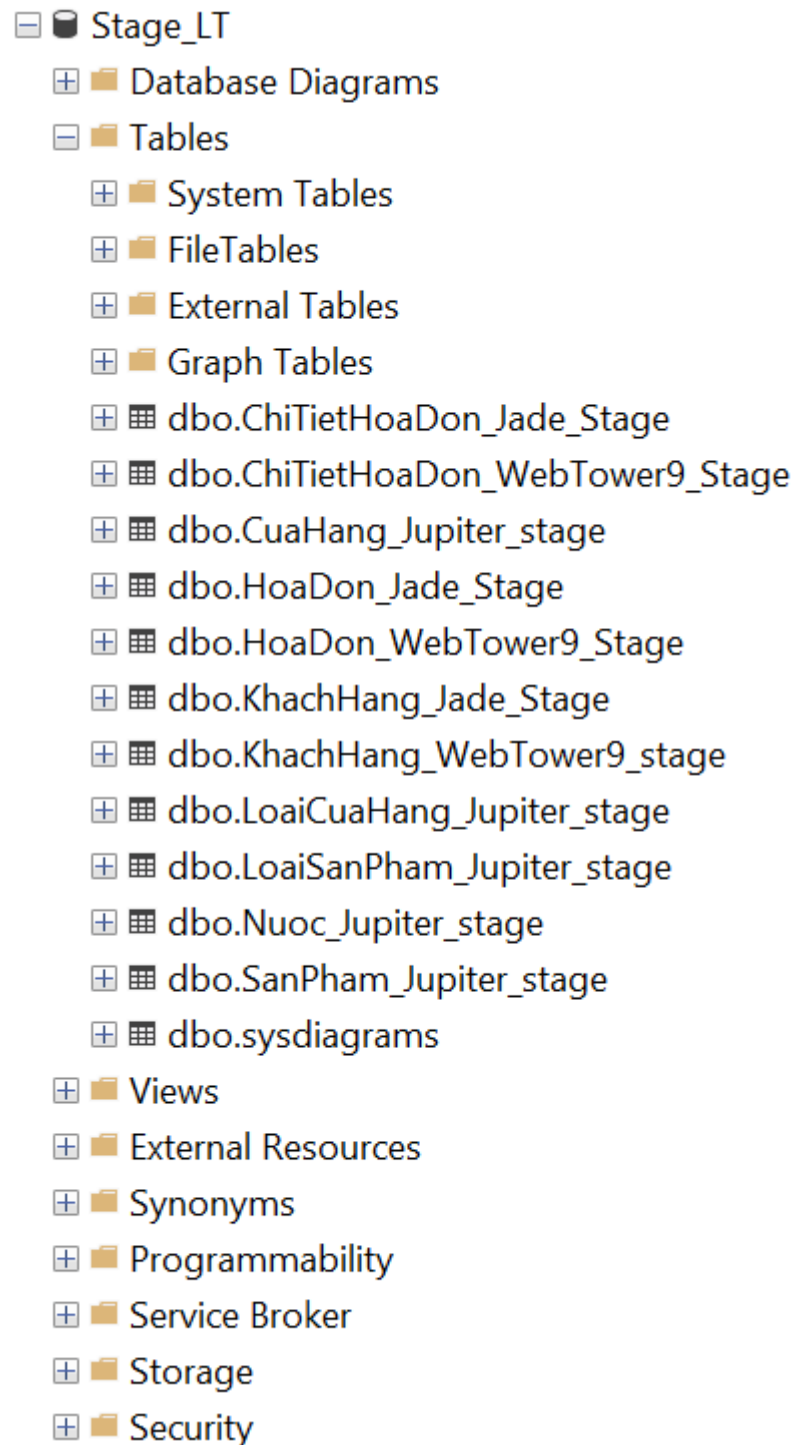 Stage_LT
Database Diagrams
Tables
System Tables
FileTables
External Tables
Graph Tables
dbo.ChiTietHoaDon_Jade_Stage
dbo.ChiTietHoaDon_WebTower9_Stage
dbo.CuaHang_Jupiter_stage
dbo.HoaDon_Jade_Stage
dbo.HoaDon_WebTower9_Stage
dbo.KhachHang_Jade_Stage
dbo.KhachHang_WebTower9_stage
dbo.LoaiCuaHang_Jupiter_stage
dbo.LoaiSanPham_Jupiter_stage
dbo.Nuoc_Jupiter_stage
dbo.SanPham_Jupiter_stage
dbo.sysdiagrams
Views
External Resources
Synonyms
Programmability
Service Broker
Storage
Security